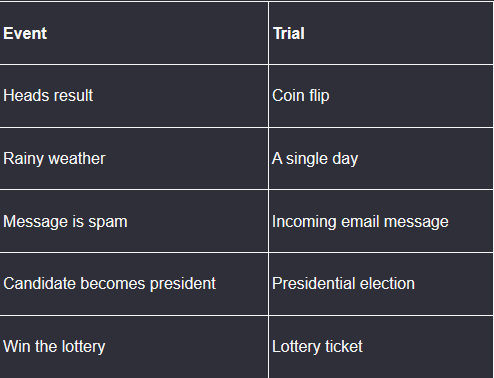 Event Trial
Heads result Coin flip
Rainy weather A single day
Message is spam Incoming email message
Candidate becomes president Presidential election
Win the lottery Lottery ticket